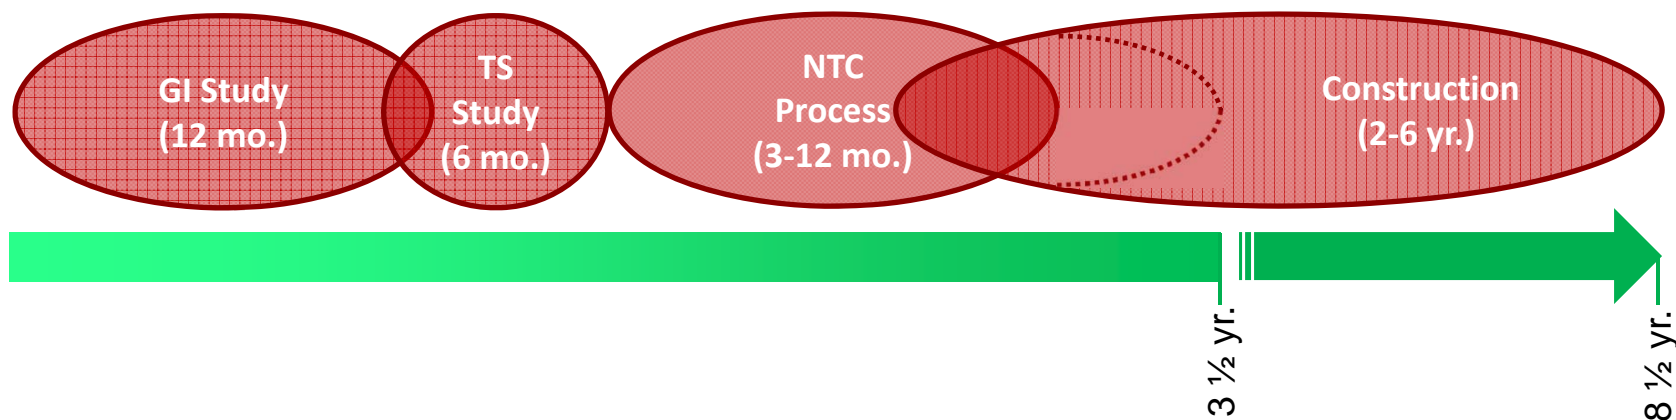 GI Study
(12 mo.)
TS
Study
(6 mo.)
NTC
Process
(3-12 mo.)
Construction
(2-6 yr.)
3 ½ yr.
8 ½ yr.